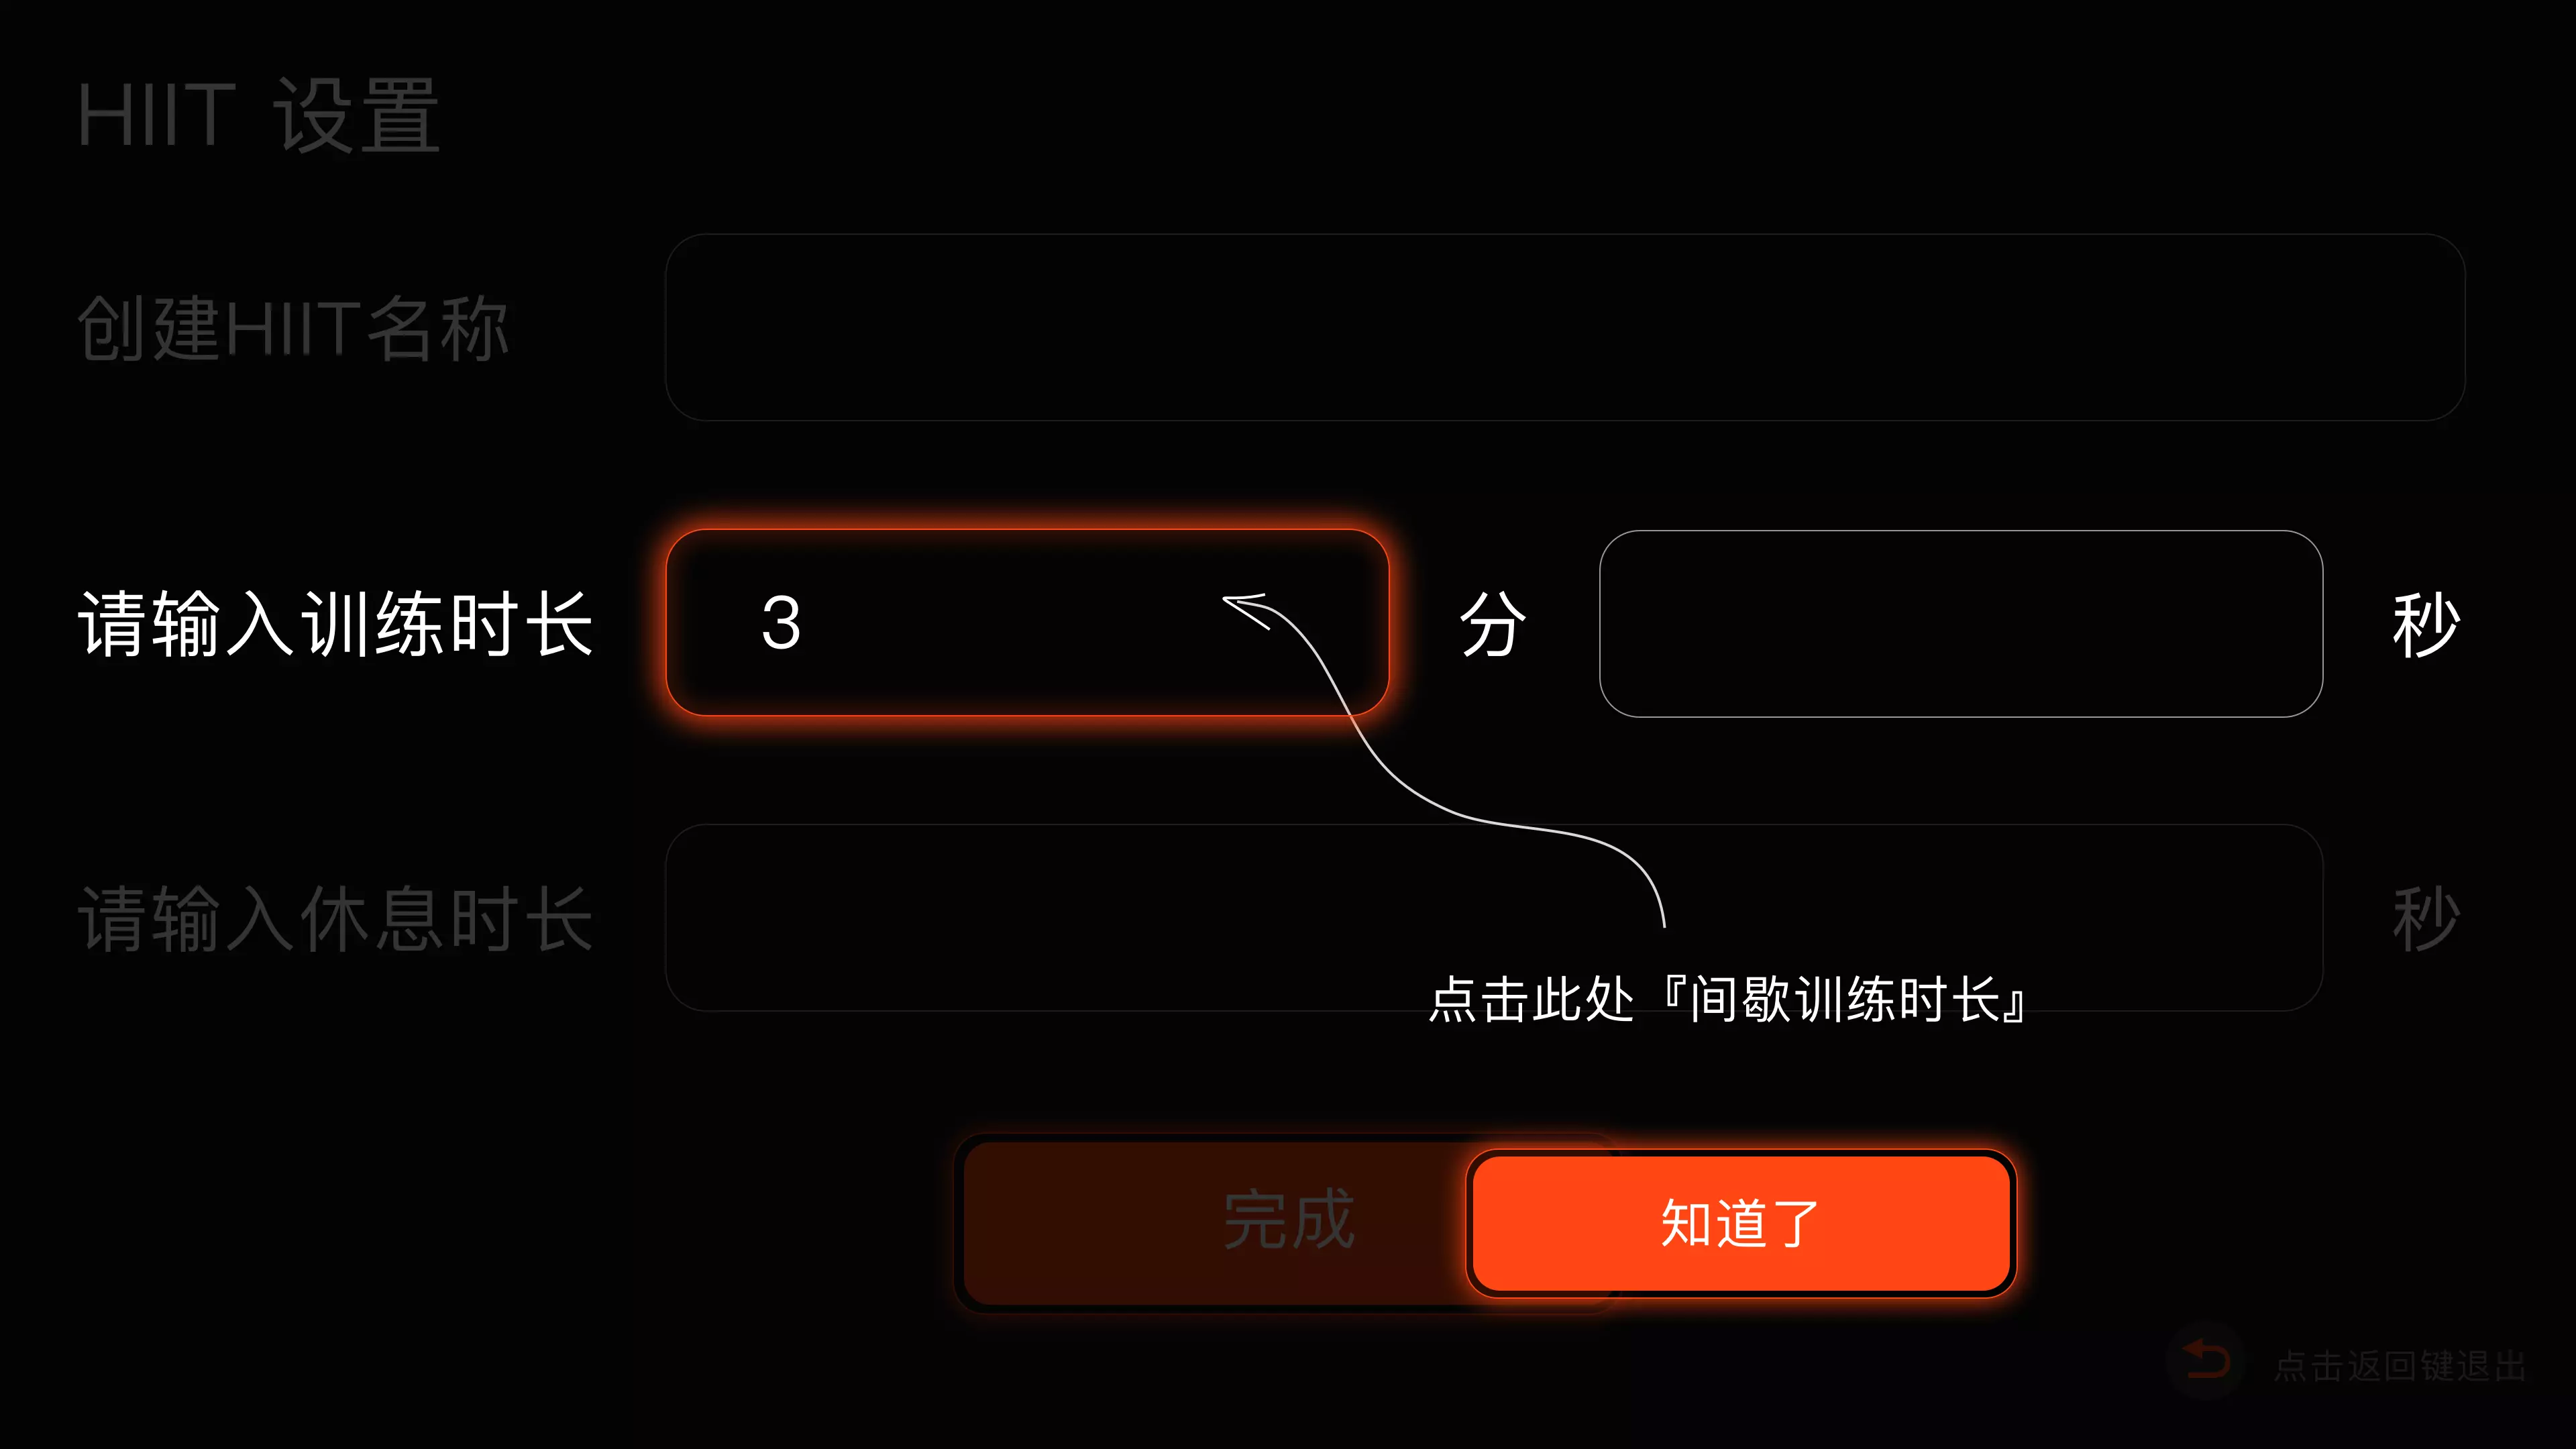 HIIT 设置
创建HIIT名称
请输入训练时长 3 分 秒
请输入休息时长 秒
点击此处『间歇训练时长』
完成 知道了
点击返回键退出